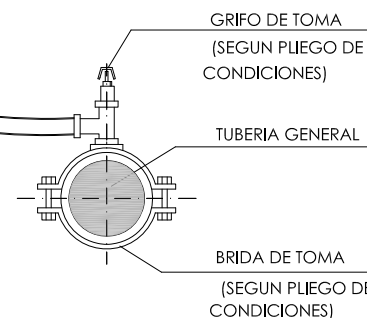 GRIFO DE TOMA
(SEGUN PLIEGO DE
CONDICIONES)
TUBERIA GENERAL
BRIDA DE TOMA
(SEGUN PLIEGO DE
CONDICIONES)